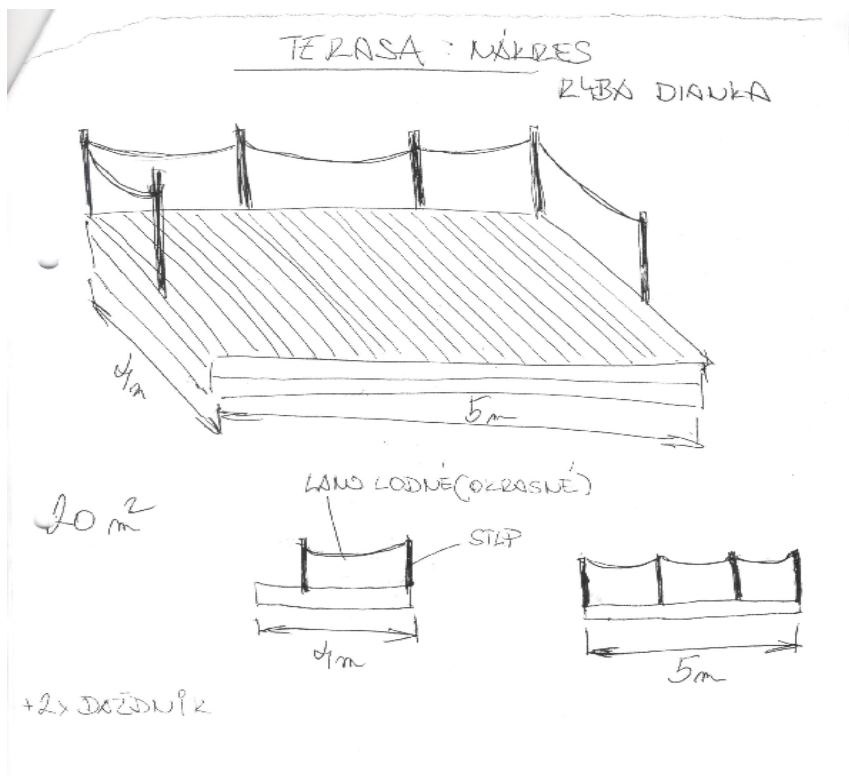 TERASA : NÁKRES
RYBA DIANKA
4m
5m
20 m²
LANO LODNÉ (OKRASNÉ)
STĹP
4m
5m
+2x DÁŽDNIK